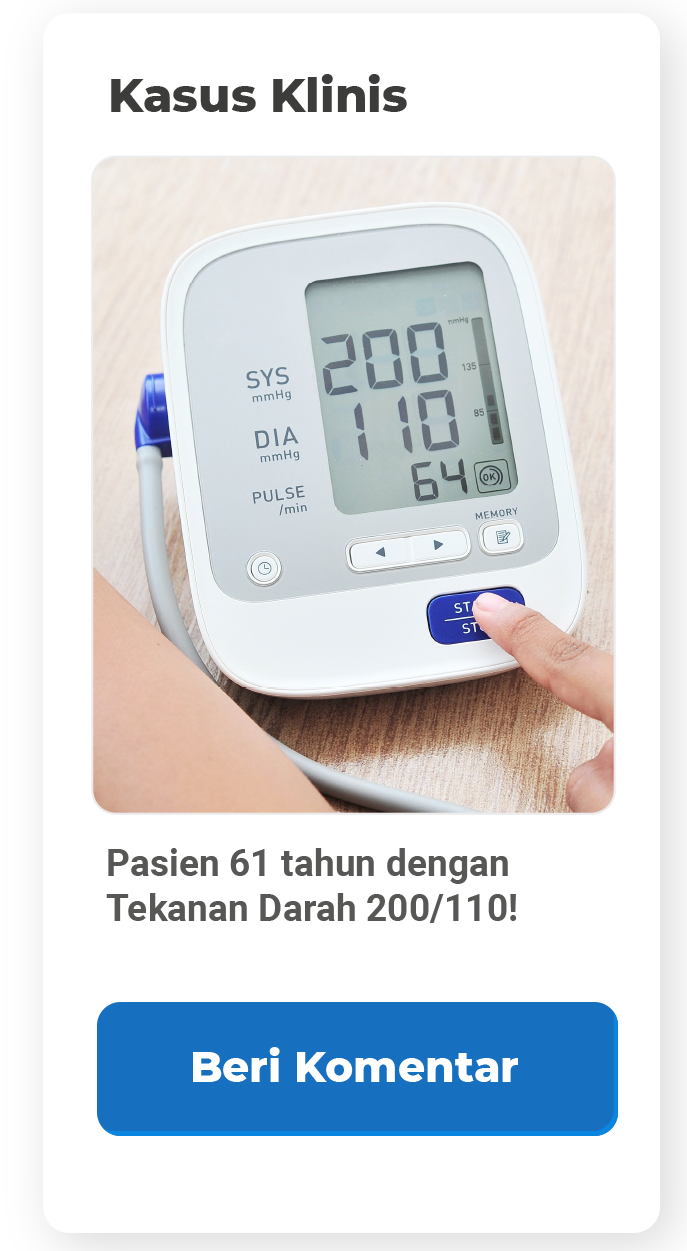 Kasus Klinis
nmHg
200
SYS
mmHg
135
110
85
DIA
mmHg
64
OK
PULSE
/min
MEMORY
Pasien 61 tahun dengan
Tekanan Darah 200/110!
Beri Komentar